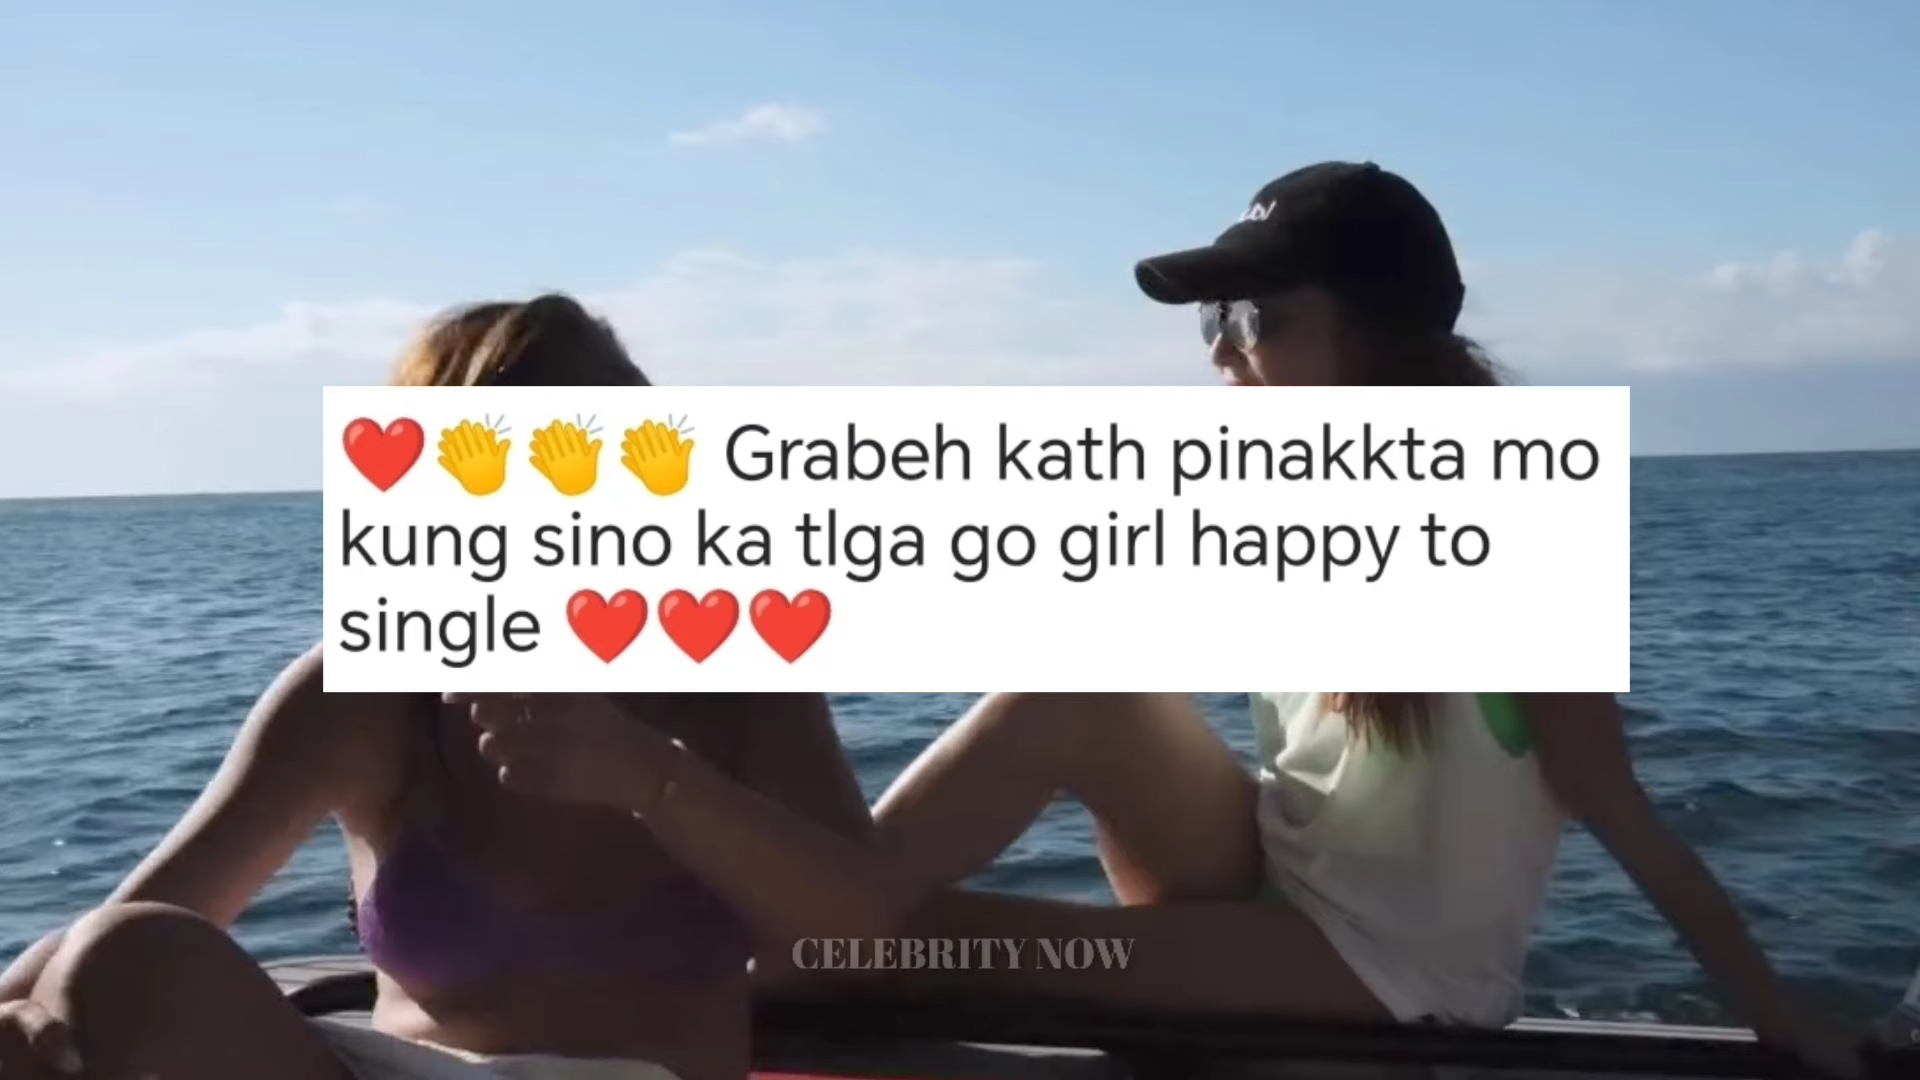 ❤️👏👏👏 Grabeh kath pinakkta mo
kung sino ka tlga go girl happy to
single ❤️❤️❤️
CELEBRITY NOW